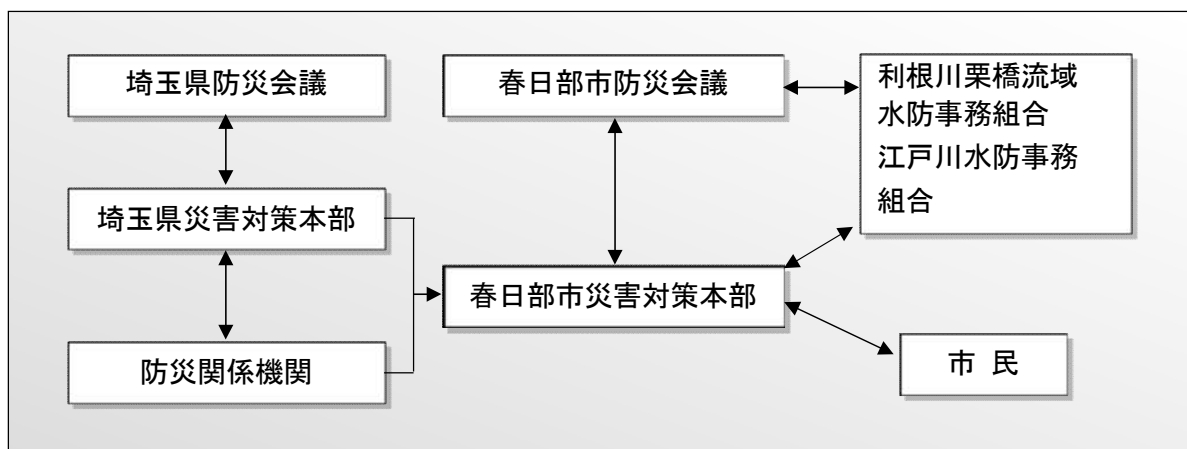 埼玉県防災会議
春日部市防災会議
利根川栗橋流域
水防事務組合
江戸川水防事務
組合
埼玉県災害対策本部
春日部市災害対策本部
防災関係機関
市 民